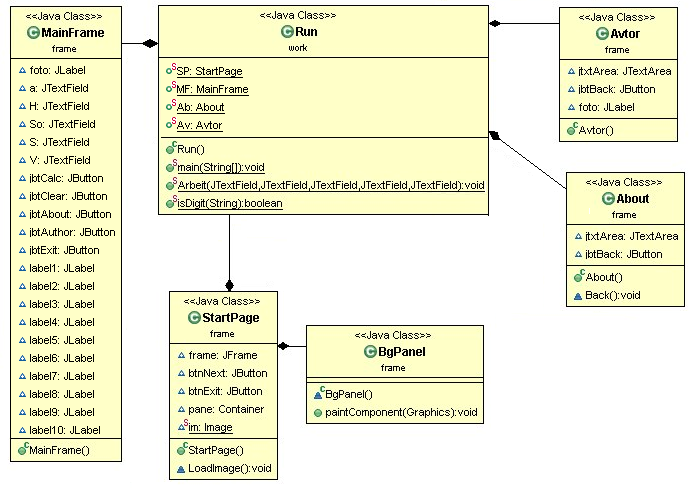 <<Java Class>>
MainFrame
frame
foto: JLabel
a: JTextField
H: JTextField
So: JTextField
S: JTextField
V: JTextField
jbtCalc: JButton
jbtClear: JButton
jbtAbout: JButton
jbtAuthor: JButton
jbtExit: JButton
label1: JLabel
label2: JLabel
label3: JLabel
label4: JLabel
label5: JLabel
label6: JLabel
label7: JLabel
label8: JLabel
label9: JLabel
label10: JLabel
MainFrame()
<<Java Class>>
Run
work
SP: StartPage
MF: MainFrame
Ab: About
Av: Avtor
Run()
main(String[]):void
Arbeit(JTextField,JTextField,JTextField,JTextField,JTextField):void
isDigit(String):boolean
<<Java Class>>
Avtor
frame
jtxtArea: JTextArea
jbtBack: JButton
foto: JLabel
Avtor()
<<Java Class>>
About
frame
jtxtArea: JTextArea
jbtBack: JButton
About()
Back():void
<<Java Class>>
StartPage
frame
frame: JFrame
btnNext: JButton
btnExit: JButton
pane: Container
im: Image
StartPage()
LoadImage():void
<<Java Class>>
BgPanel
frame
BgPanel()
paintComponent(Graphics):void